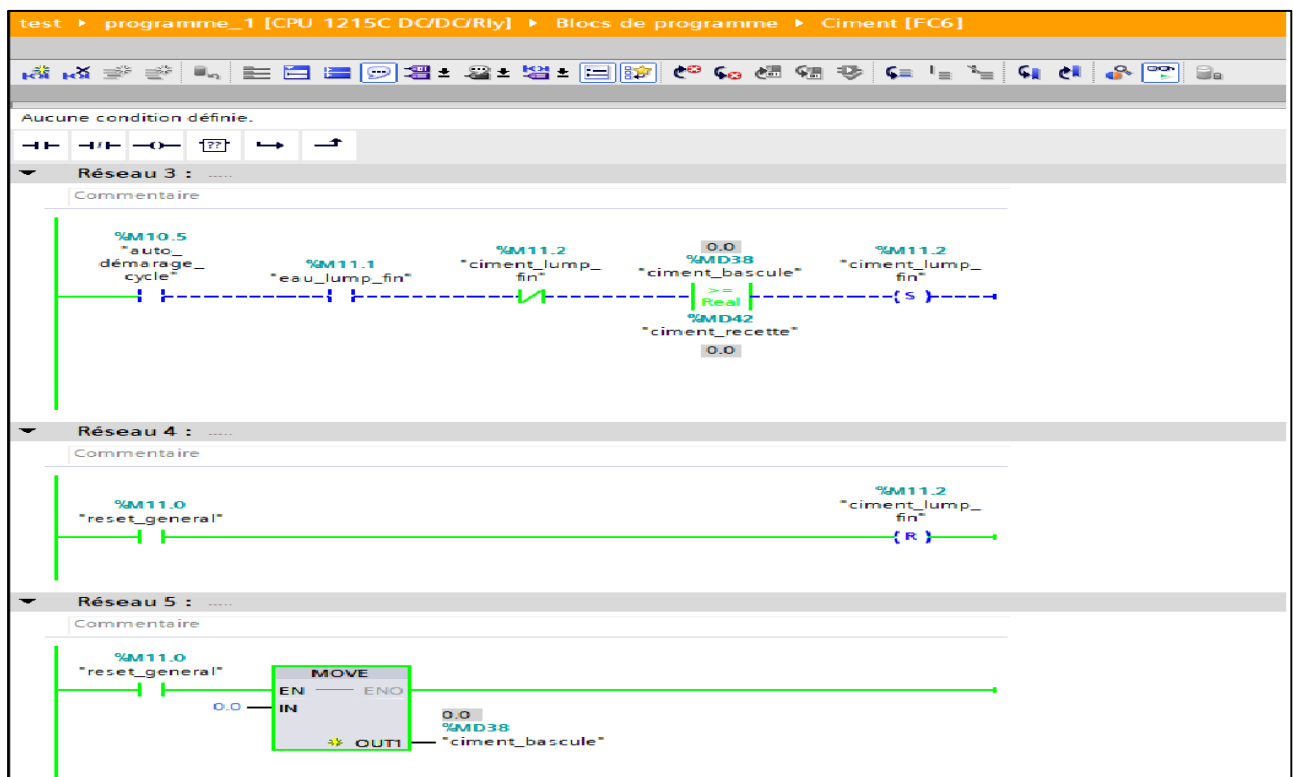 test ▸ programme_1 [CPU 1215C DC/DC/Rly] ▸ Blocs de programme ▸ Ciment [FC6]
Aucune condition définie.
??
Réseau 3 : .....
Commentaire
%M10.5
"auto_
démarage_
cycle"
%M11.1
"eau_lump_fin"
%M11.2
"ciment_lump_
fin"
0.0
%MD38
"ciment_bascule"
>=
Real
%MD42
"ciment_recette"
0.0
%M11.2
"ciment_lump_
fin"
S
Réseau 4 : .....
Commentaire
%M11.0
"reset_general"
%M11.2
"ciment_lump_
fin"
R
Réseau 5 : .....
Commentaire
%M11.0
"reset_general"
MOVE
EN ENO
0.0 IN
OUT1
0.0
%MD38
"ciment_bascule"